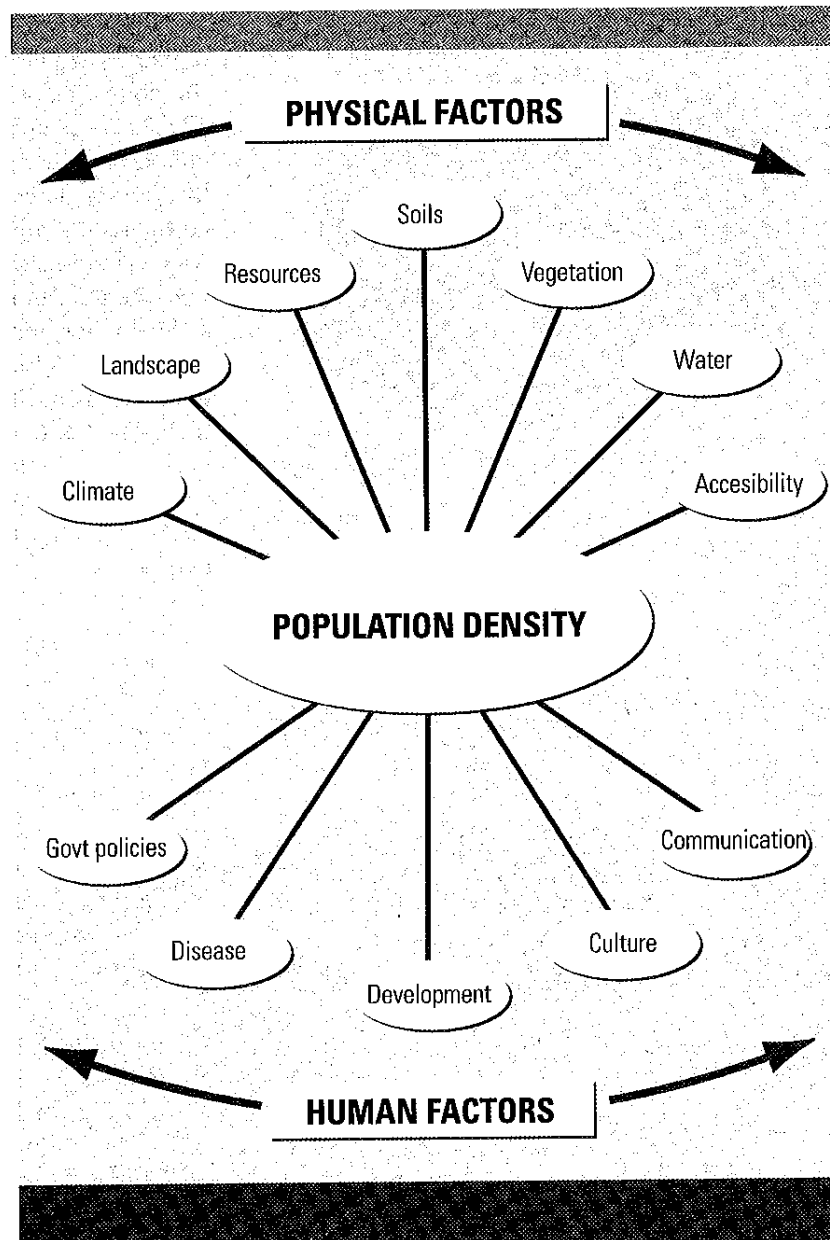 PHYSICAL FACTORS
Soils
Resources
Vegetation
Landscape
Water
Climate
Accesibility
POPULATION DENSITY
Govt policies
Communication
Disease
Culture
Development
HUMAN FACTORS